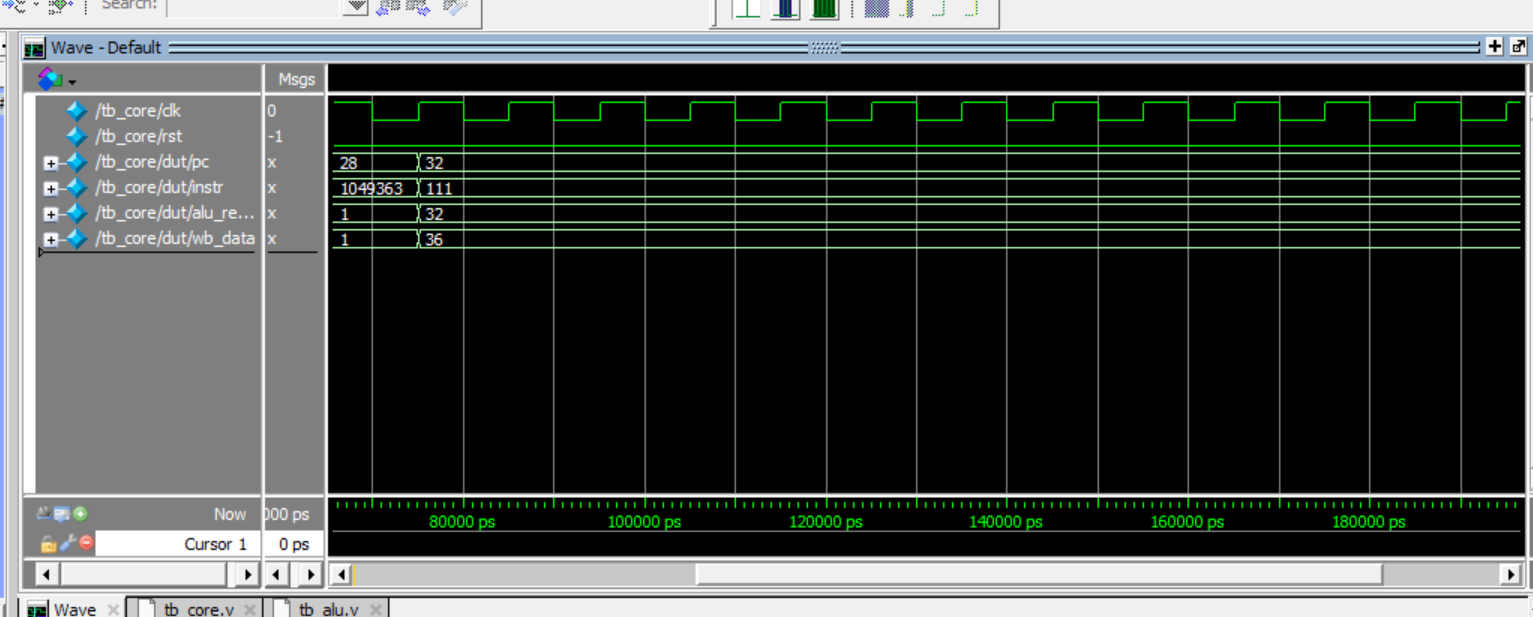 Search:
Wave - Default
Msgs
/tb_core/clk 0
/tb_core/rst -1
/tb_core/dut/pc x 28 32
/tb_core/dut/instr x 1049363 111
/tb_core/dut/alu_re... x 1 32
/tb_core/dut/wb_data x 1 36
Now 000 ps
80000 ps 100000 ps 120000 ps 140000 ps 160000 ps 180000 ps
Cursor 1 0 ps
Wave tb_core.v tb_alu.v